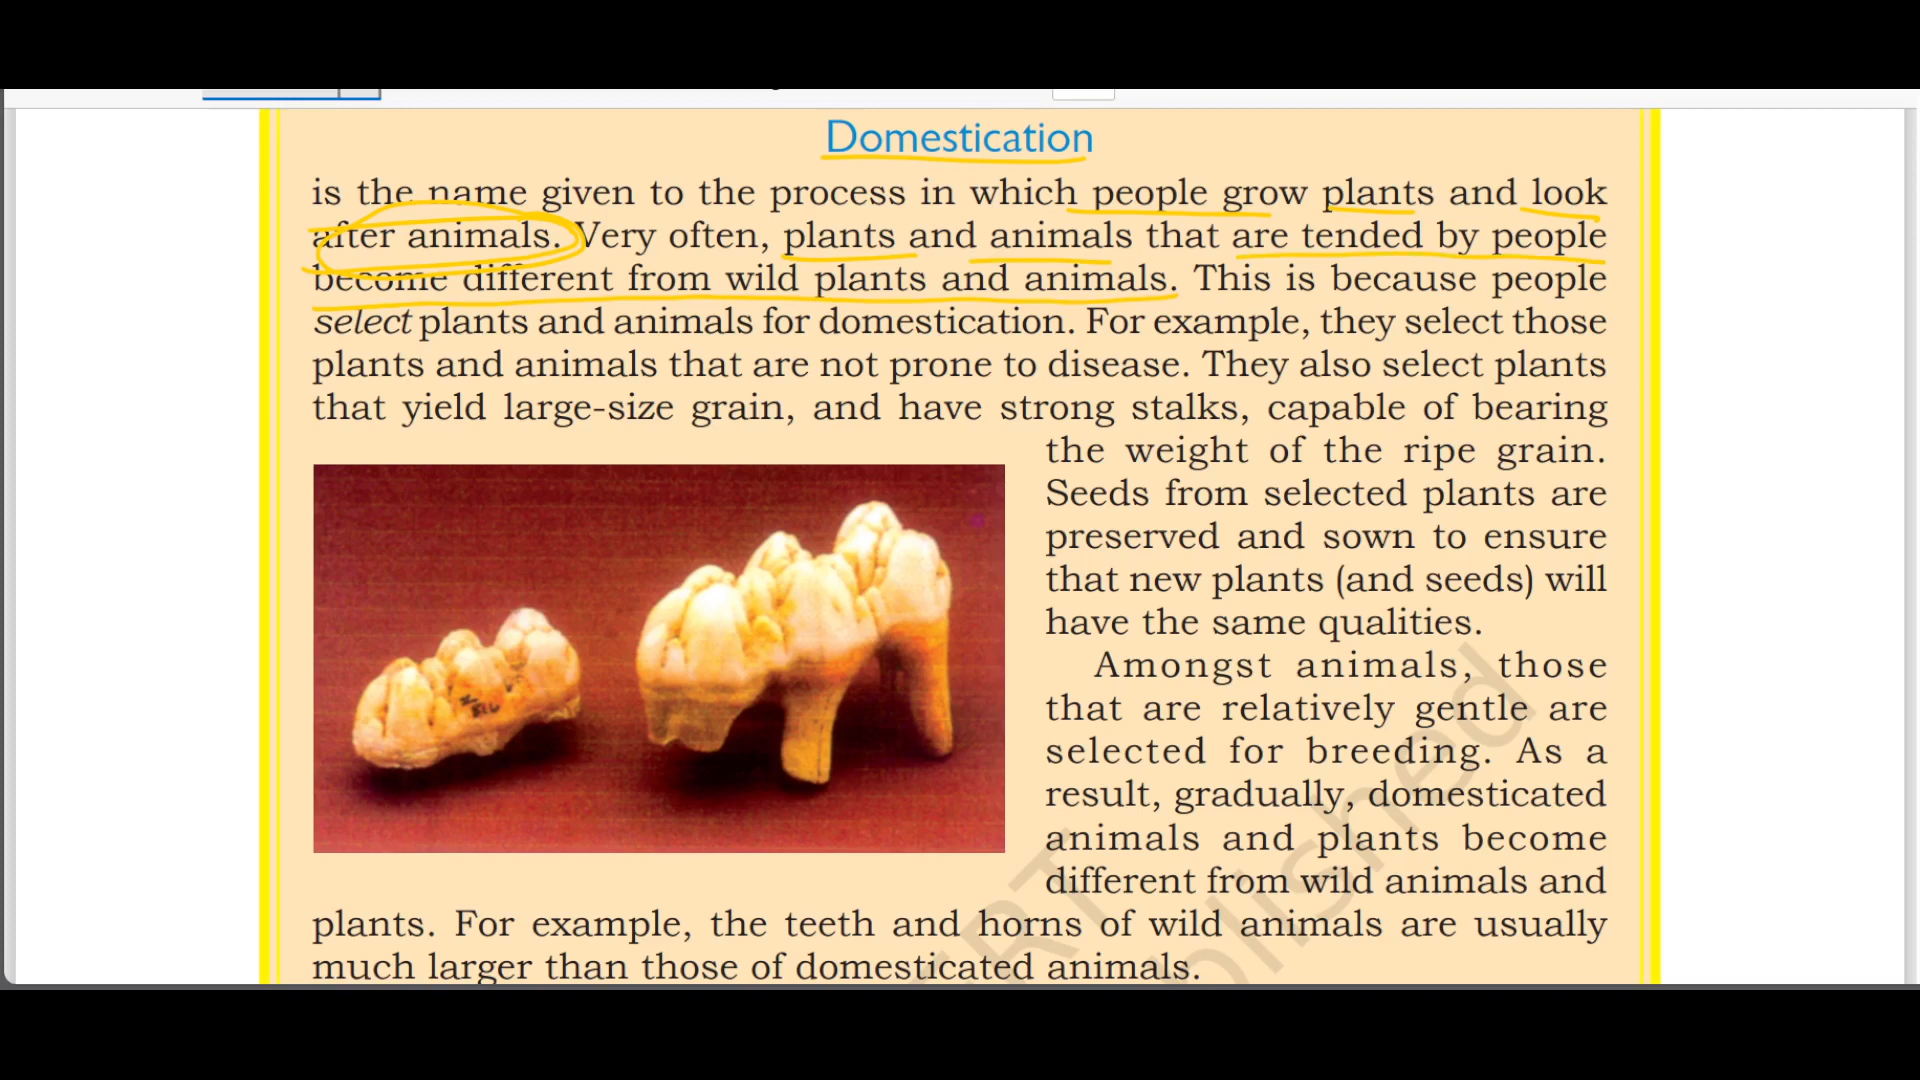 Domestication
is the name given to the process in which people grow plants and look
after animals. Very often, plants and animals that are tended by people
become different from wild plants and animals. This is because people
select plants and animals for domestication. For example, they select those
plants and animals that are not prone to disease. They also select plants
that yield large-size grain, and have strong stalks, capable of bearing
the weight of the ripe grain.
Seeds from selected plants are
preserved and sown to ensure
that new plants (and seeds) will
have the same qualities.
Amongst animals, those
that are relatively gentle are
selected for breeding. As a
result, gradually, domesticated
animals and plants become
different from wild animals and
plants. For example, the teeth and horns of wild animals are usually
much larger than those of domesticated animals.